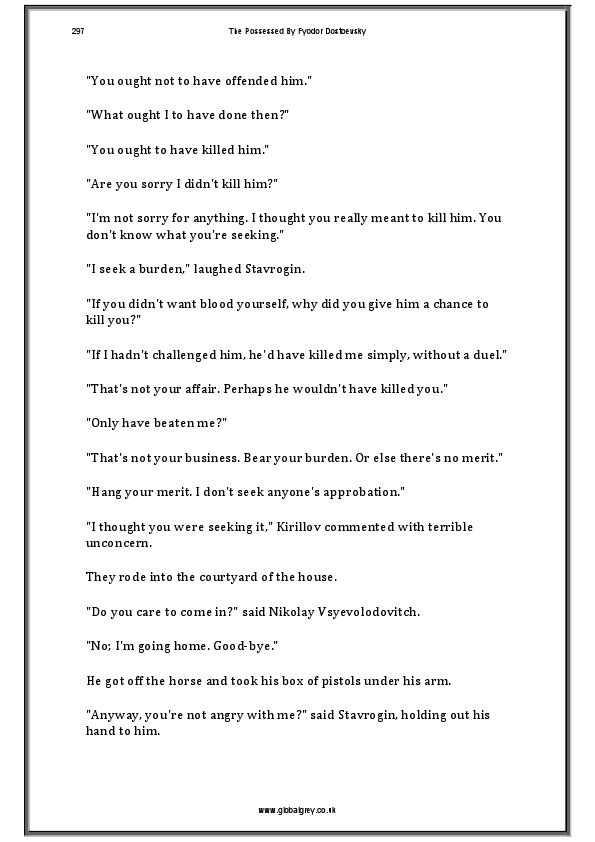 297
The Possessed By Fyodor Dostoevsky
"You ought not to have offended him."
"What ought I to have done then?"
"You ought to have killed him."
"Are you sorry I didn't kill him?"
"I'm not sorry for anything. I thought you really meant to kill him. You
don't know what you're seeking."
"I seek a burden," laughed Stavrogin.
"If you didn't want blood yourself, why did you give him a chance to
kill you?"
"If I hadn't challenged him, he'd have killed me simply, without a duel."
"That's not your affair. Perhaps he wouldn't have killed you."
"Only have beaten me?"
"That's not your business. Bear your burden. Or else there's no merit."
"Hang your merit. I don't seek anyone's approbation."
"I thought you were seeking it," Kirillov commented with terrible
unconcern.
They rode into the courtyard of the house.
"Do you care to come in?" said Nikolay Vsyevolodovitch.
"No; I'm going home. Good-bye."
He got off the horse and took his box of pistols under his arm.
"Anyway, you're not angry with me?" said Stavrogin, holding out his
hand to him.
www.globalgrey.co.uk